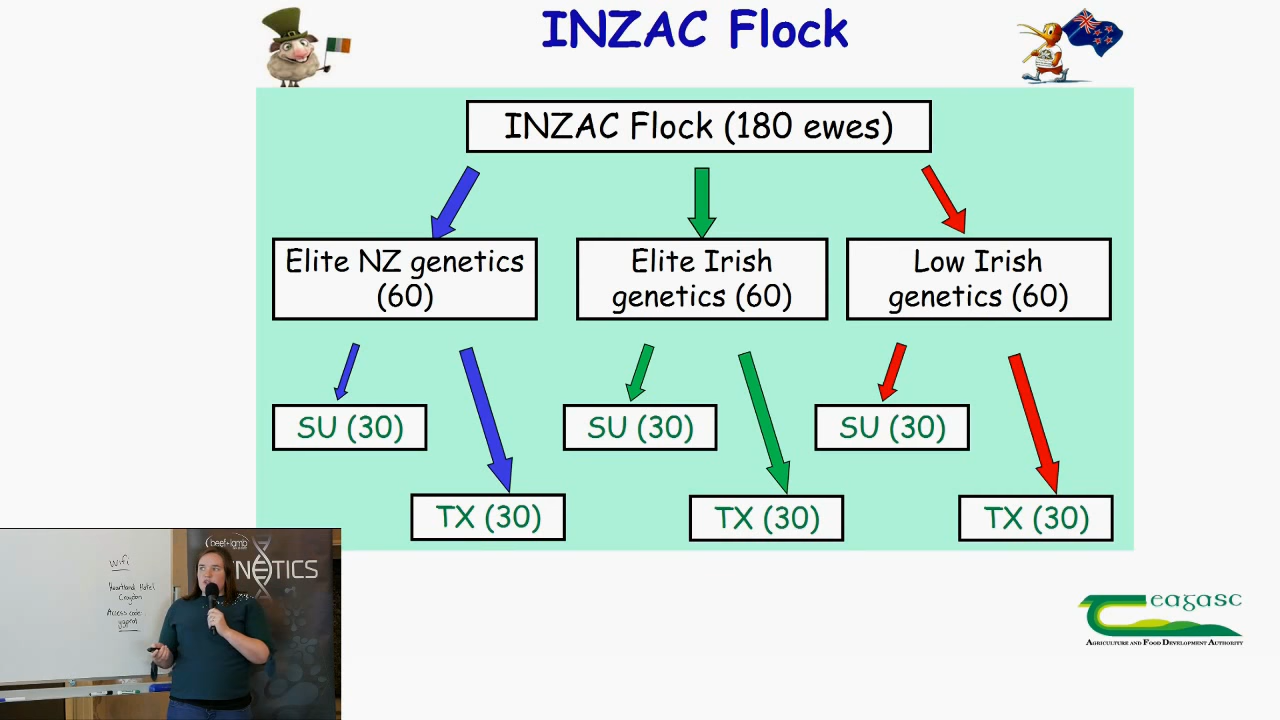 INZAC Flock
INZAC Flock (180 ewes)
Elite NZ genetics
(60)
Elite Irish
genetics (60)
Low Irish
genetics (60)
SU (30)
SU (30)
SU (30)
TX (30)
TX (30)
TX (30)
eagasc
AGRICULTURE AND FOOD DEVELOPMENT AUTHORITY
beef+lamb
NETICS
wifi
Heartland Hotel
Croydon
Access code: